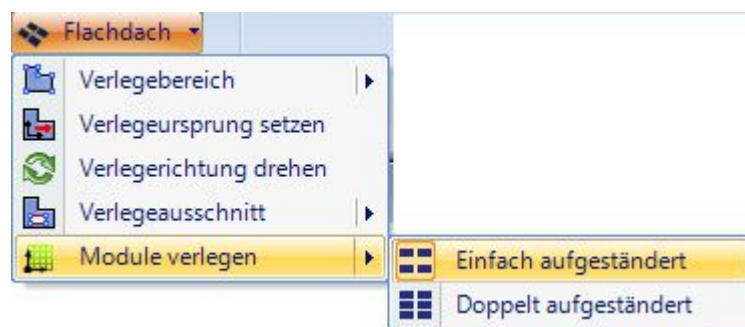 Flachdach
Verlegebereich
Verlegeursprung setzen
Verlegerichtung drehen
Verlegeausschnitt
Module verlegen
Einfach aufgeständert
Doppelt aufgeständert